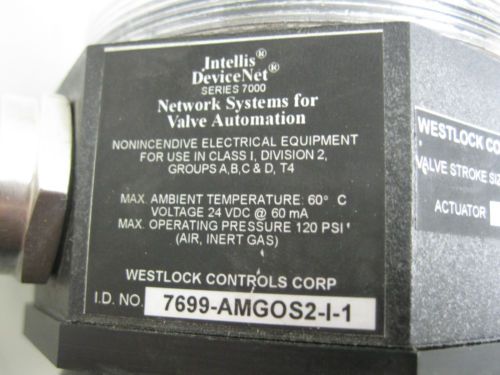 Intellis®
DeviceNet®
SERIES 7000
Network Systems for
Valve Automation
NONINCENDIVE ELECTRICAL EQUIPMENT
FOR USE IN CLASS I, DIVISION 2,
GROUPS A,B,C & D, T4
MAX. AMBIENT TEMPERATURE: 60° C
VOLTAGE 24 VDC @ 60 mA
MAX. OPERATING PRESSURE 120 PSI
(AIR, INERT GAS)
WESTLOCK CONTROLS CORP
I.D. NO. 7699-AMGOS2-I-1
WESTLOCK CO
VALVE STROKE SIZ
ACTUATOR